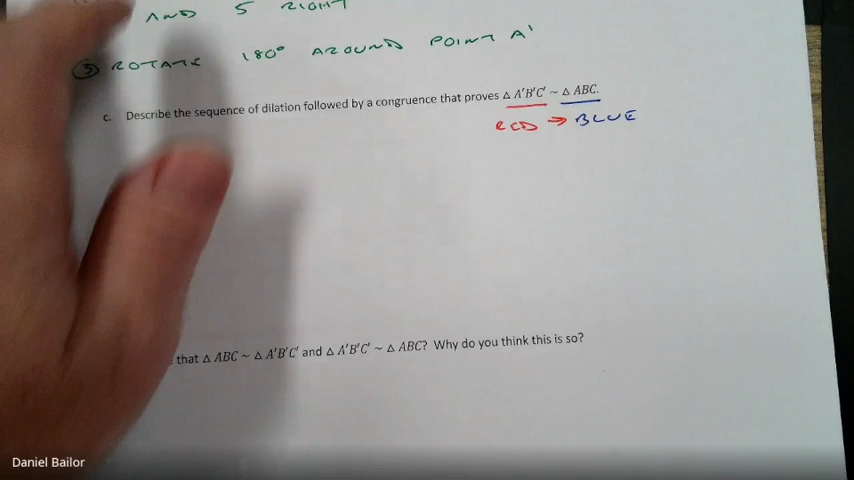 AND 5 RIGHT
③ ROTATE 180° AROUND POINT A'
c. Describe the sequence of dilation followed by a congruence that proves △ A'B'C' ~ △ ABC.
RED → BLUE
that △ ABC ~ △ A'B'C' and △ A'B'C' ~ △ ABC? Why do you think this is so?
Daniel Bailor